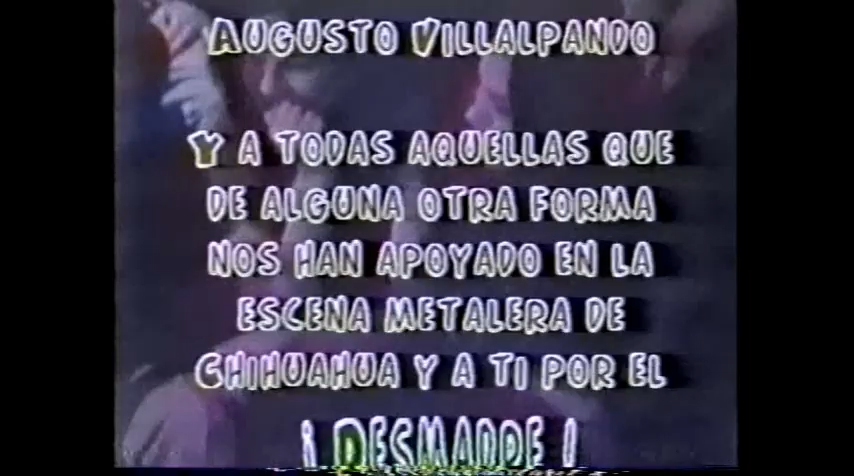 AUGUSTO VILLALPANDO
Y A TODAS AQUELLAS QUE
DE ALGUNA OTRA FORMA
NOS HAN APOYADO EN LA
ESCENA METALERA DE
CHIHUAHUA Y A TI POR EL
¡ DESMADRE !